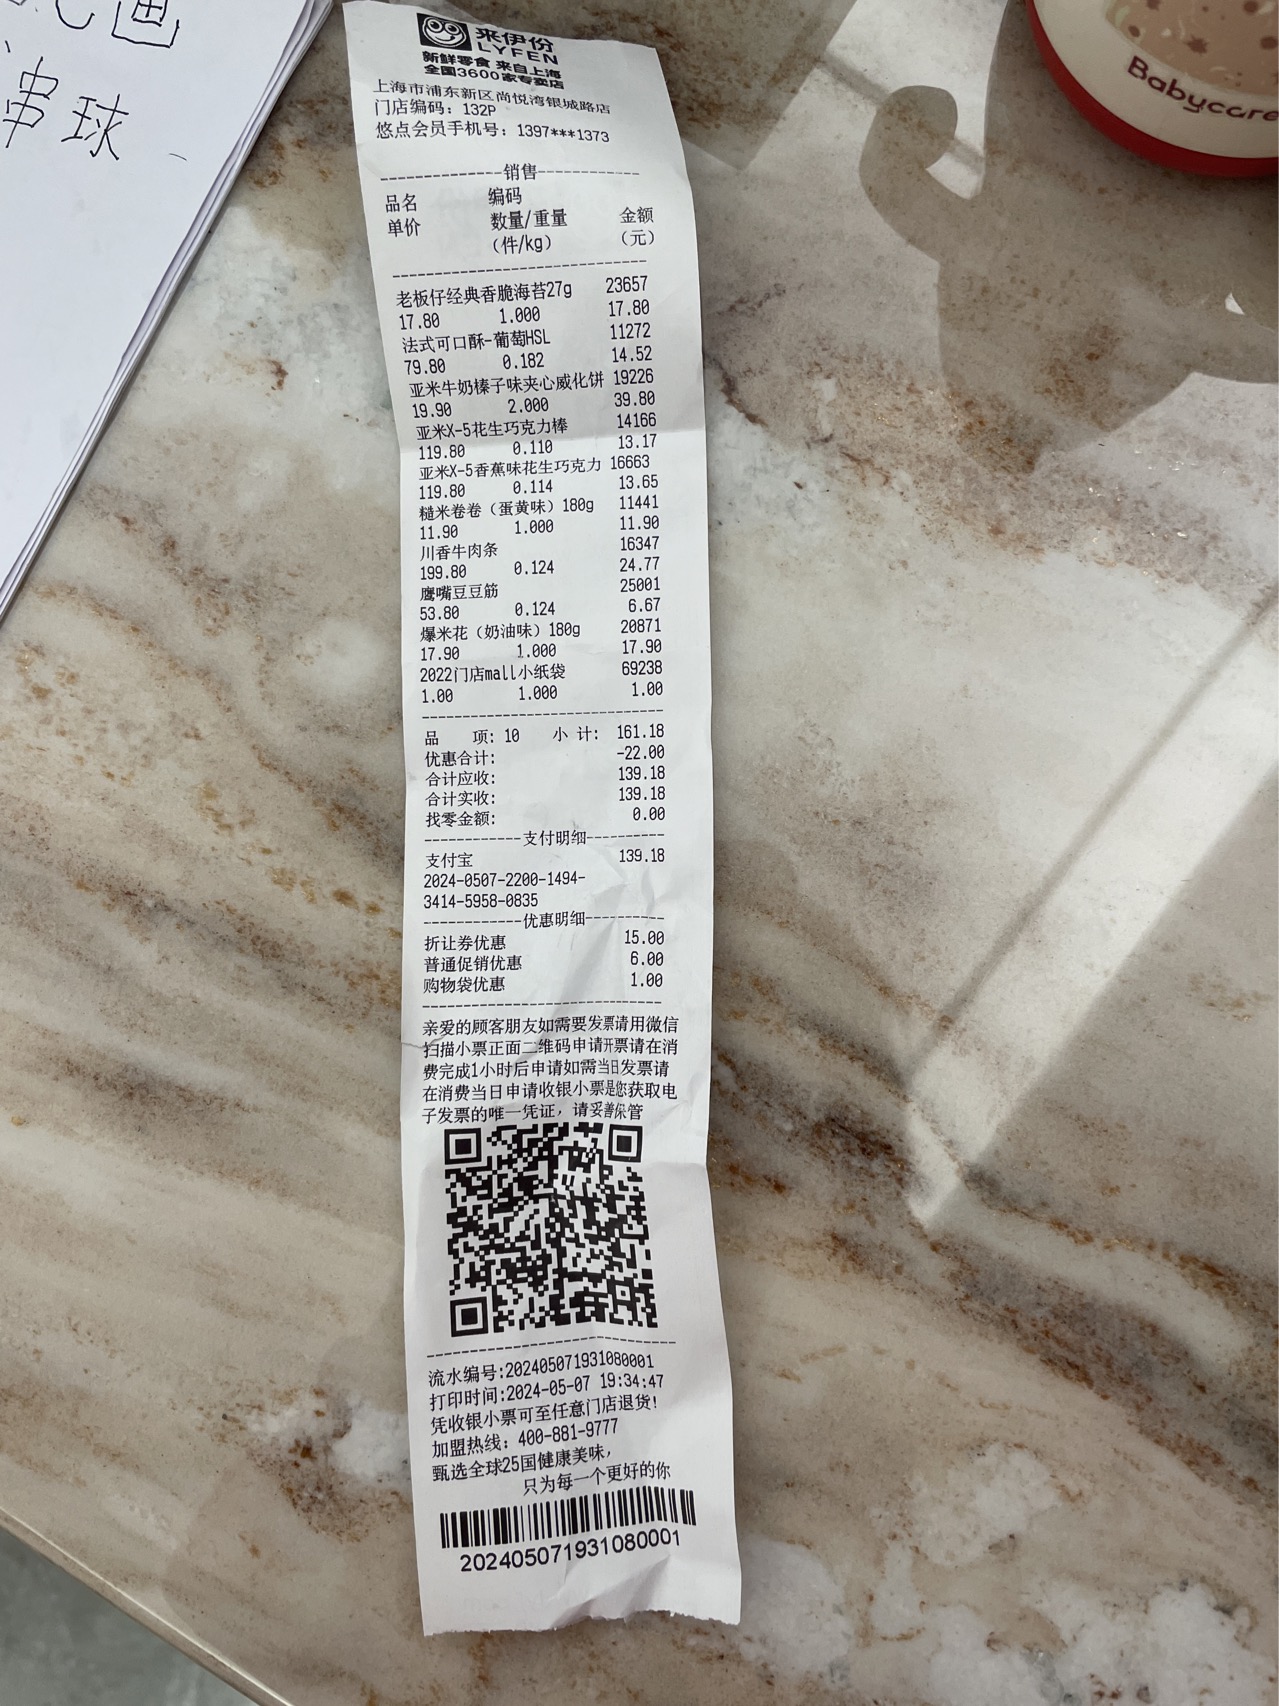 串球
来伊份
LYFEN
新鲜零食 来自上海
全国3600家专卖店
上海市浦东新区尚悦湾银城路店
门店编码：132P
悠点会员手机号：1397***1373
销售
品名 编码
单价 数量/重量 金额
（件/kg） （元）
老板仔经典香脆海苔27g 23657
17.80 1.000 17.80
法式可口酥-葡萄HSL 11272
79.80 0.182 14.52
亚米牛奶榛子味夹心威化饼 19226
19.90 2.000 39.80
亚米X-5花生巧克力棒 14166
119.80 0.110 13.17
亚米X-5香蕉味花生巧克力 16663
119.80 0.114 13.65
糙米卷卷（蛋黄味）180g 11441
11.90 1.000 11.90
川香牛肉条 16347
199.80 0.124 24.77
鹰嘴豆豆筋 25001
53.80 0.124 6.67
爆米花（奶油味）180g 20871
17.90 1.000 17.90
2022门店mall小纸袋 69238
1.00 1.000 1.00
品 项: 10 小 计: 161.18
优惠合计: -22.00
合计应收: 139.18
合计实收: 139.18
找零金额: 0.00
支付明细
支付宝 139.18
2024-0507-2200-1494-
3414-5958-0835
优惠明细
折让券优惠 15.00
普通促销优惠 6.00
购物袋优惠 1.00
亲爱的顾客朋友如需要发票请用微信
扫描小票正面二维码申请开票请在消
费完成1小时后申请如需当日发票请
在消费当日申请收银小票是您获取电
子发票的唯一凭证，请妥善保管
流水编号:202405071931080001
打印时间:2024-05-07 19:34:47
凭收银小票可至任意门店退货!
加盟热线：400-881-9777
甄选全球25国健康美味，
只为每一个更好的你
202405071931080001
Babycare